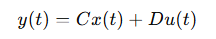 y(t) = Cx(t) + Du(t)